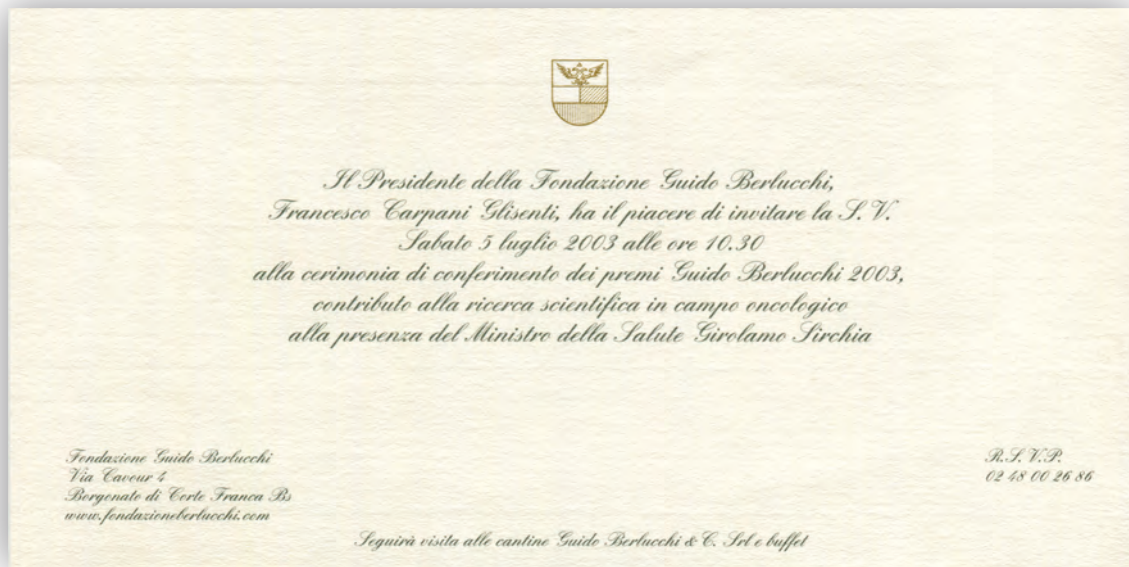 Il Presidente della Fondazione Guido Berlucchi,
Francesco Carpani Glisenti, ha il piacere di invitare la S. V.
Sabato 5 luglio 2003 alle ore 10.30
alla cerimonia di conferimento dei premi Guido Berlucchi 2003,
contributo alla ricerca scientifica in campo oncologico
alla presenza del Ministro della Salute Girolamo Sirchia
Fondazione Guido Berlucchi
Via Cavour 4
Borgonato di Corte Franca Bs
www.fondazioneberlucchi.com
R.S.V.P.
02 48 00 26 86
Seguirà visita alle cantine Guido Berlucchi & C. Srl e buffet